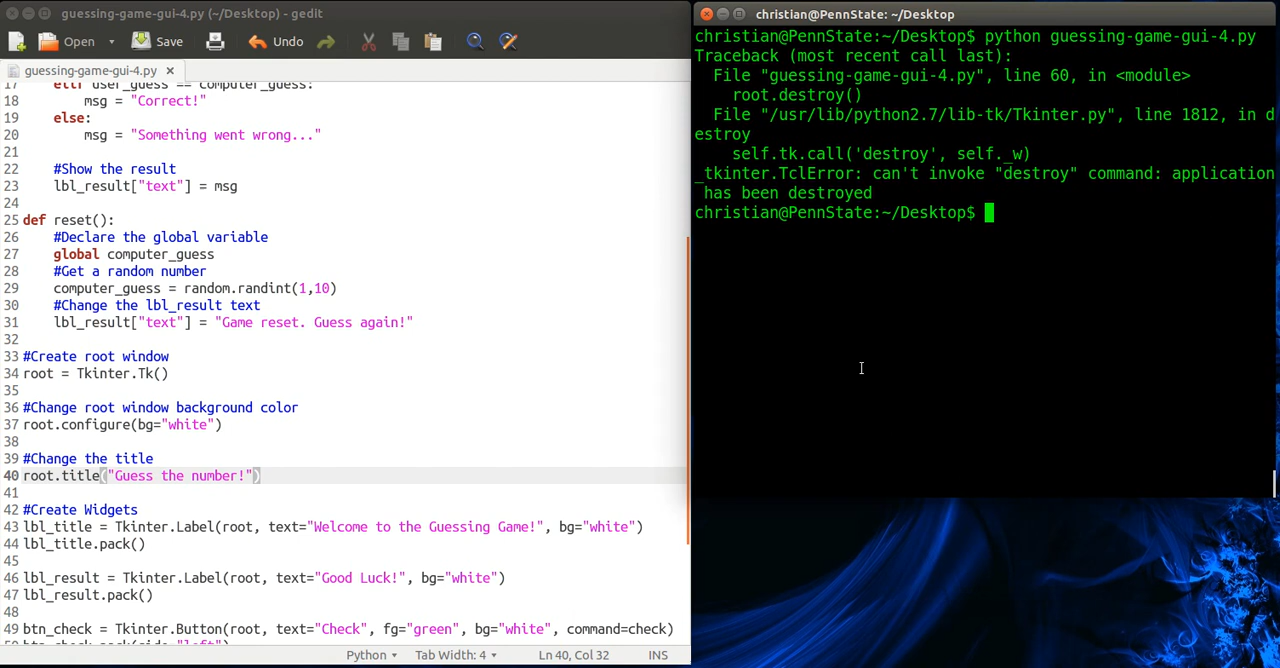 guessing-game-gui-4.py (~/Desktop) - gedit
Open Save Undo
guessing-game-gui-4.py ×
17 elif user_guess == computer_guess:
18 msg = "Correct!"
19 else:
20 msg = "Something went wrong..."
21
22 #Show the result
23 lbl_result["text"] = msg
24
25 def reset():
26 #Declare the global variable
27 global computer_guess
28 #Get a random number
29 computer_guess = random.randint(1,10)
30 #Change the lbl_result text
31 lbl_result["text"] = "Game reset. Guess again!"
32
33 #Create root window
34 root = Tkinter.Tk()
35
36 #Change root window background color
37 root.configure(bg="white")
38
39 #Change the title
40 root.title("Guess the number!")
41
42 #Create Widgets
43 lbl_title = Tkinter.Label(root, text="Welcome to the Guessing Game!", bg="white")
44 lbl_title.pack()
45
46 lbl_result = Tkinter.Label(root, text="Good Luck!", bg="white")
47 lbl_result.pack()
48
49 btn_check = Tkinter.Button(root, text="Check", fg="green", bg="white", command=check)
50 btn_check.pack(side="left")
Python Tab Width: 4 Ln 40, Col 32 INS
christian@PennState: ~/Desktop
christian@PennState:~/Desktop$ python guessing-game-gui-4.py
Traceback (most recent call last):
File "guessing-game-gui-4.py", line 60, in <module>
root.destroy()
File "/usr/lib/python2.7/lib-tk/Tkinter.py", line 1812, in d
estroy
self.tk.call('destroy', self._w)
_tkinter.TclError: can't invoke "destroy" command: application
has been destroyed
christian@PennState:~/Desktop$